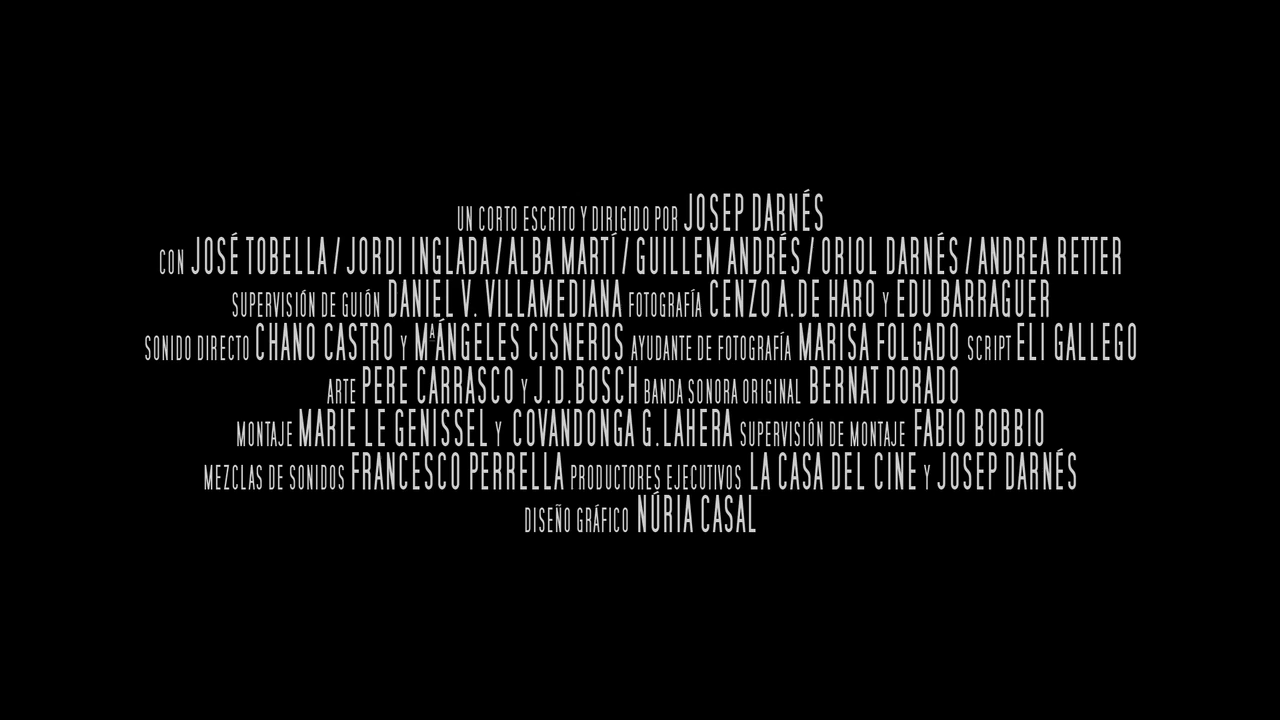 UN CORTO ESCRITO Y DIRIGIDO POR JOSEP DARNÉS
CON JOSÉ TOBELLA / JORDI INGLADA / ALBA MARTÍ / GUILLEM ANDRÉS / ORIOL DARNÉS / ANDREA RETTER
SUPERVISIÓN DE GUIÓN DANIEL V. VILLAMEDIANA FOTOGRAFÍA CENZO A.DE HARO Y EDU BARRAGUER
SONIDO DIRECTO CHANO CASTRO Y MªÁNGELES CISNEROS AYUDANTE DE FOTOGRAFÍA MARISA FOLGADO SCRIPT ELI GALLEGO
ARTE PERE CARRASCO Y J.D.BOSCH BANDA SONORA ORIGINAL BERNAT DORADO
MONTAJE MARIE LE GENISSEL Y COVANDONGA G.LAHERA SUPERVISIÓN DE MONTAJE FABIO BOBBIO
MEZCLAS DE SONIDOS FRANCESCO PERRELLA PRODUCTORES EJECUTIVOS LA CASA DEL CINE Y JOSEP DARNÉS
DISEÑO GRÁFICO NÚRIA CASAL